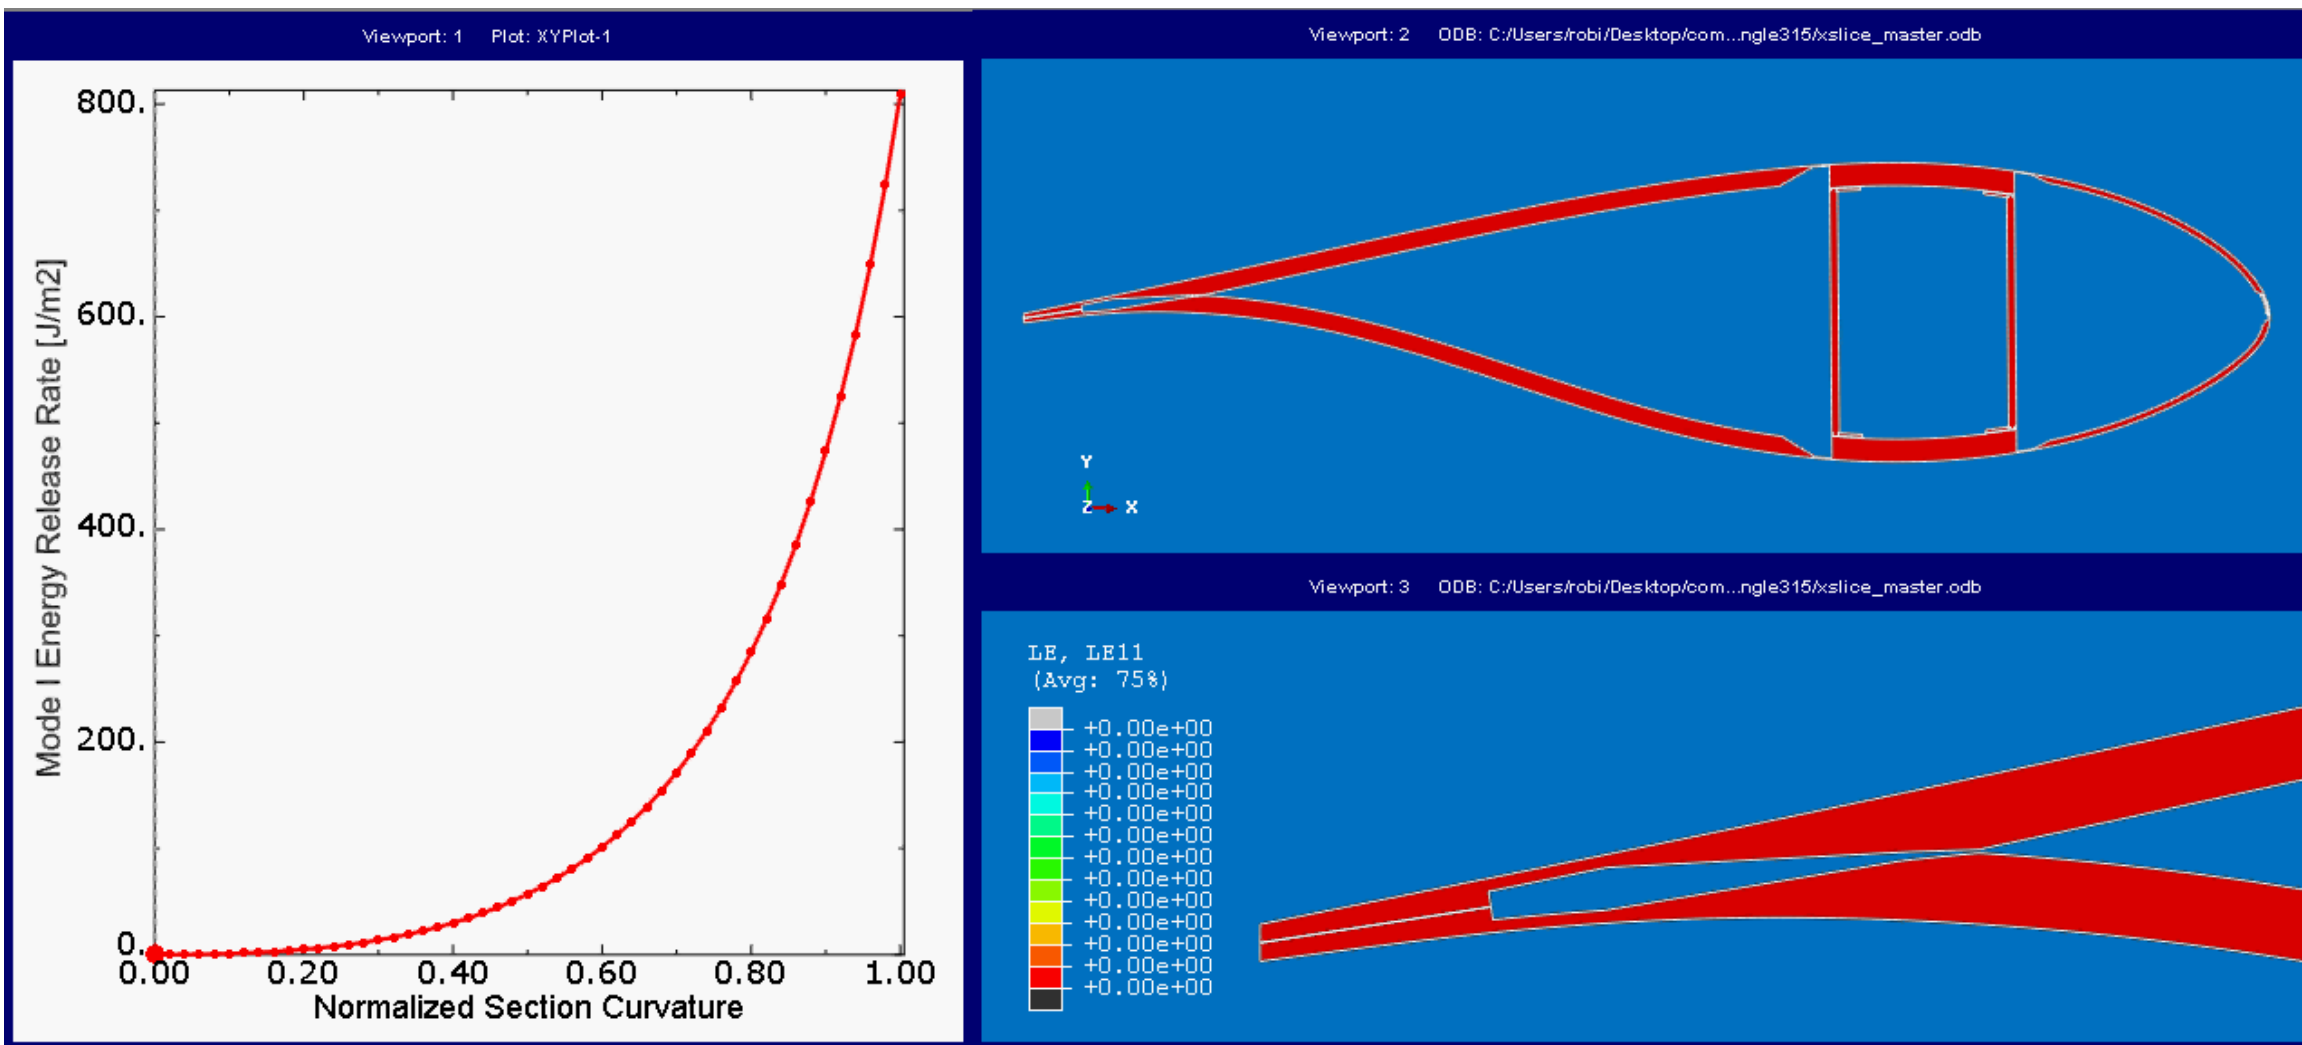 Viewport: 1 Plot: XYPlot-1
800.
600.
400.
200.
0.
0.00 0.20 0.40 0.60 0.80 1.00
Normalized Section Curvature
Mode I Energy Release Rate [J/m2]
Viewport: 2 ODB: C:/Users/robi/Desktop/com...ngle315/xslice_master.odb
Y
Z X
Viewport: 3 ODB: C:/Users/robi/Desktop/com...ngle315/xslice_master.odb
LE, LE11
(Avg: 75%)
+0.00e+00
+0.00e+00
+0.00e+00
+0.00e+00
+0.00e+00
+0.00e+00
+0.00e+00
+0.00e+00
+0.00e+00
+0.00e+00
+0.00e+00
+0.00e+00
+0.00e+00